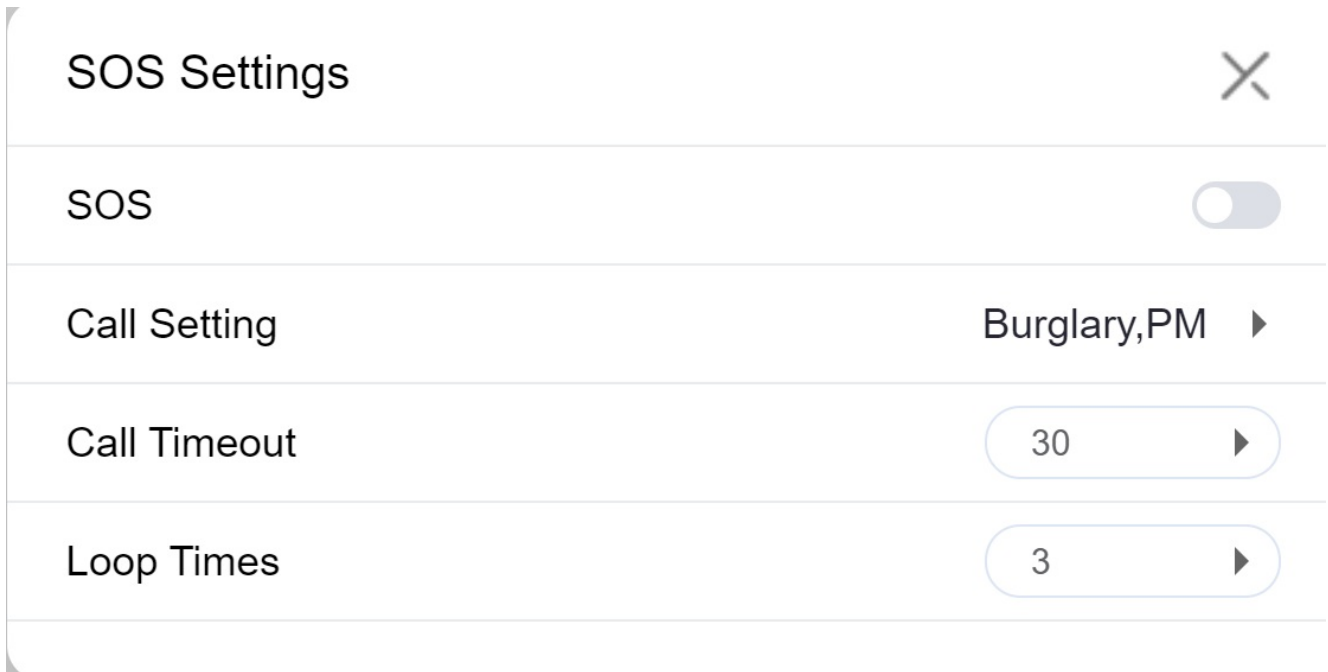 SOS Settings
SOS
Call Setting Burglary,PM
Call Timeout 30
Loop Times 3